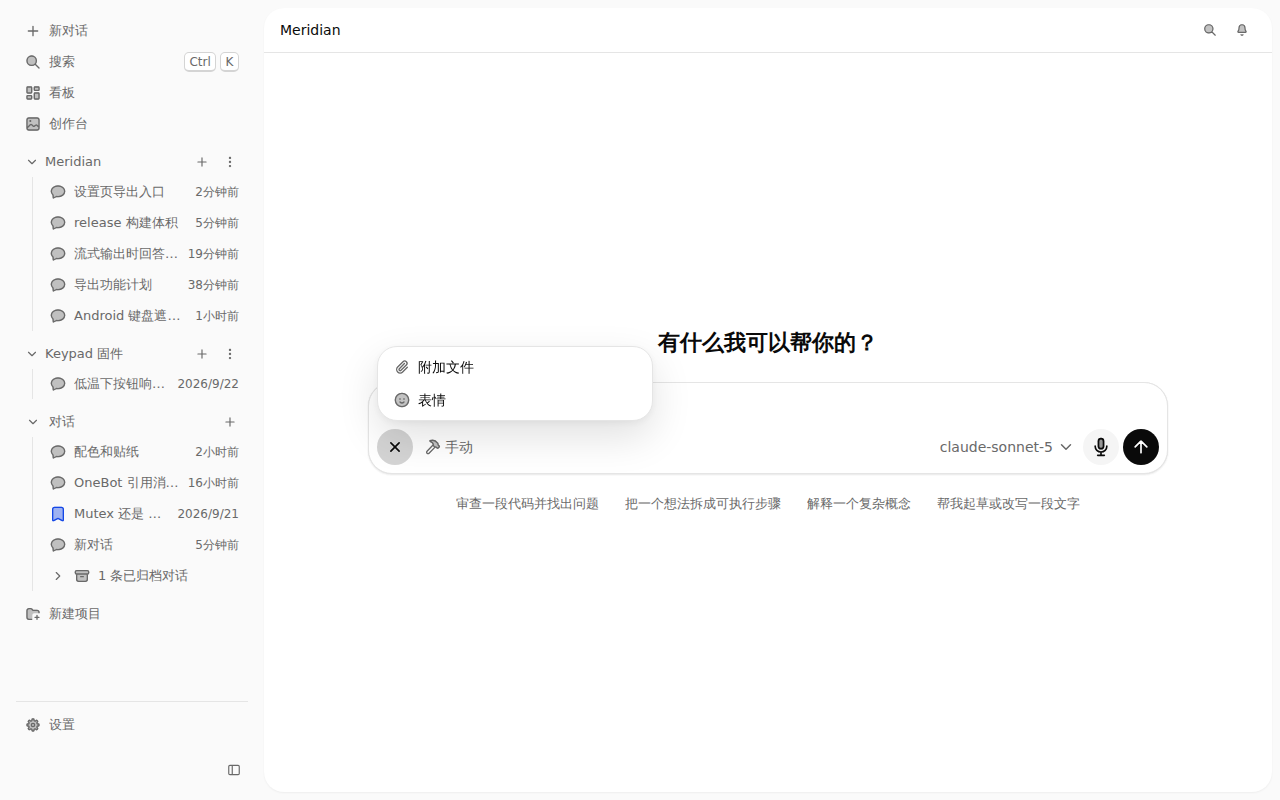 新对话
搜索 Ctrl K
看板
创作台
Meridian
设置页导出入口 2分钟前
release 构建体积 5分钟前
流式输出时回答… 19分钟前
导出功能计划 38分钟前
Android 键盘遮… 1小时前
Keypad 固件
低温下按钮响… 2026/9/22
对话
配色和贴纸 2小时前
OneBot 引用消… 16小时前
Mutex 还是 … 2026/9/21
新对话 5分钟前
1 条已归档对话
新建项目
设置
Meridian
有什么我可以帮你的？
附加文件
表情
手动
claude-sonnet-5
审查一段代码并找出问题 把一个想法拆成可执行步骤 解释一个复杂概念 帮我起草或改写一段文字